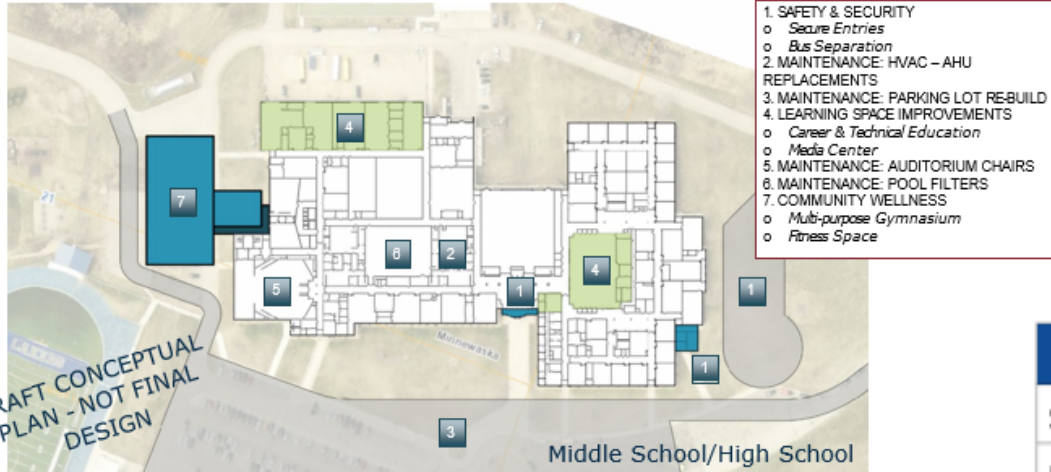 1. SAFETY & SECURITY
o Secure Entries
o Bus Separation
2. MAINTENANCE: HVAC – AHU
REPLACEMENTS
3. MAINTENANCE: PARKING LOT RE-BUILD
4. LEARNING SPACE IMPROVEMENTS
o Career & Technical Education
o Media Center
5. MAINTENANCE: AUDITORIUM CHAIRS
6. MAINTENANCE: POOL FILTERS
7. COMMUNITY WELLNESS
o Multi-purpose Gymnasium
o Fitness Space
4
7
21
6
2
4
5
1
1
Minnewaska
1
RAFT CONCEPTUAL
PLAN - NOT FINAL
DESIGN
3
Middle School/High School